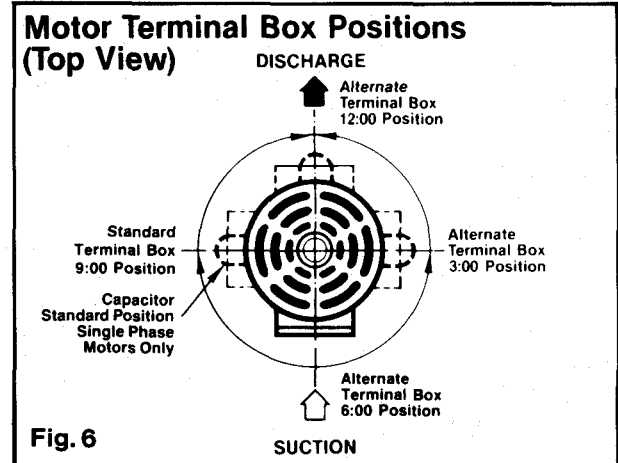 Motor Terminal Box Positions
(Top View)
DISCHARGE
Alternate
Terminal Box
12:00 Position
Standard
Terminal Box
9:00 Position
Alternate
Terminal Box
3:00 Position
Capacitor
Standard Position
Single Phase
Motors Only
Alternate
Terminal Box
6:00 Position
Fig. 6
SUCTION